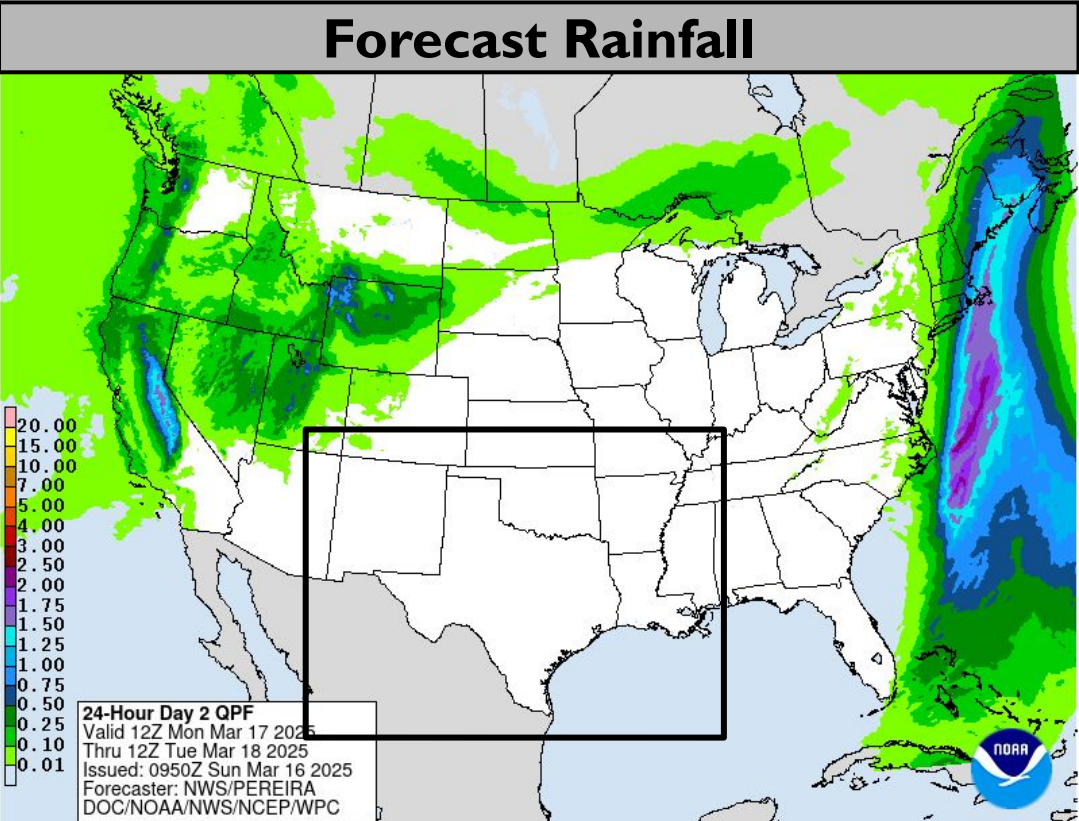 Forecast Rainfall
20.00
15.00
10.00
7.00
5.00
4.00
3.00
2.50
2.00
1.75
1.50
1.25
1.00
0.75
0.50
0.25
0.10
0.01
24-Hour Day 2 QPF
Valid 12Z Mon Mar 17 2025
Thru 12Z Tue Mar 18 2025
Issued: 0950Z Sun Mar 16 2025
Forecaster: NWS/PEREIRA
DOC/NOAA/NWS/NCEP/WPC
NOAA